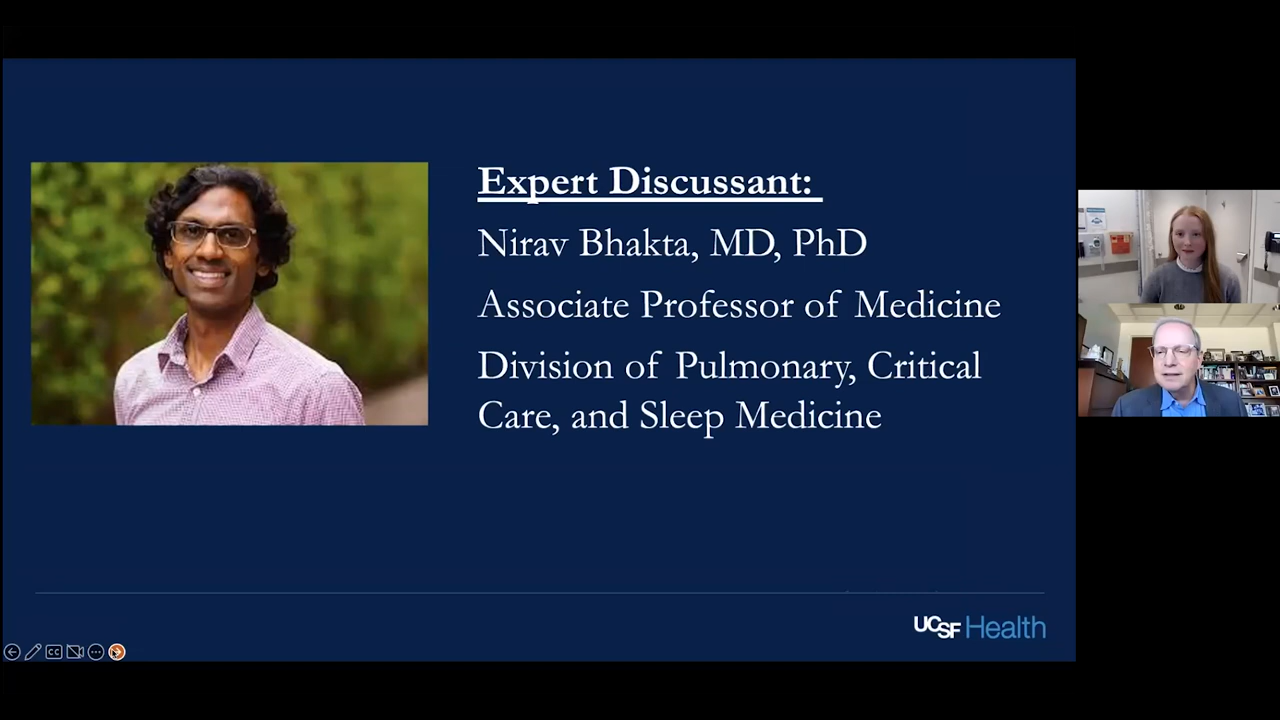 Expert Discussant:
Nirav Bhakta, MD, PhD
Associate Professor of Medicine
Division of Pulmonary, Critical
Care, and Sleep Medicine
UCSF Health
CC